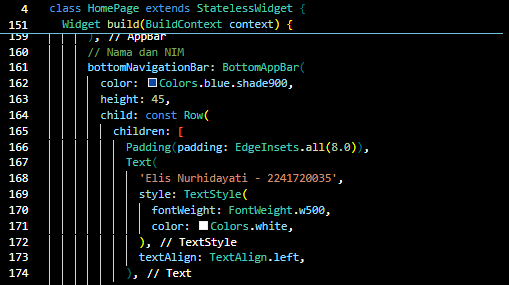 4 class HomePage extends StatelessWidget {
151 Widget build(BuildContext context) {
159 ), // AppBar
160 // Nama dan NIM
161 bottomNavigationBar: BottomAppBar(
162 color: Colors.blue.shade900,
163 height: 45,
164 child: const Row(
165 children: [
166 Padding(padding: EdgeInsets.all(8.0)),
167 Text(
168 'Elis Nurhidayati - 2241720035',
169 style: TextStyle(
170 fontWeight: FontWeight.w500,
171 color: Colors.white,
172 ), // TextStyle
173 textAlign: TextAlign.left,
174 ), // Text